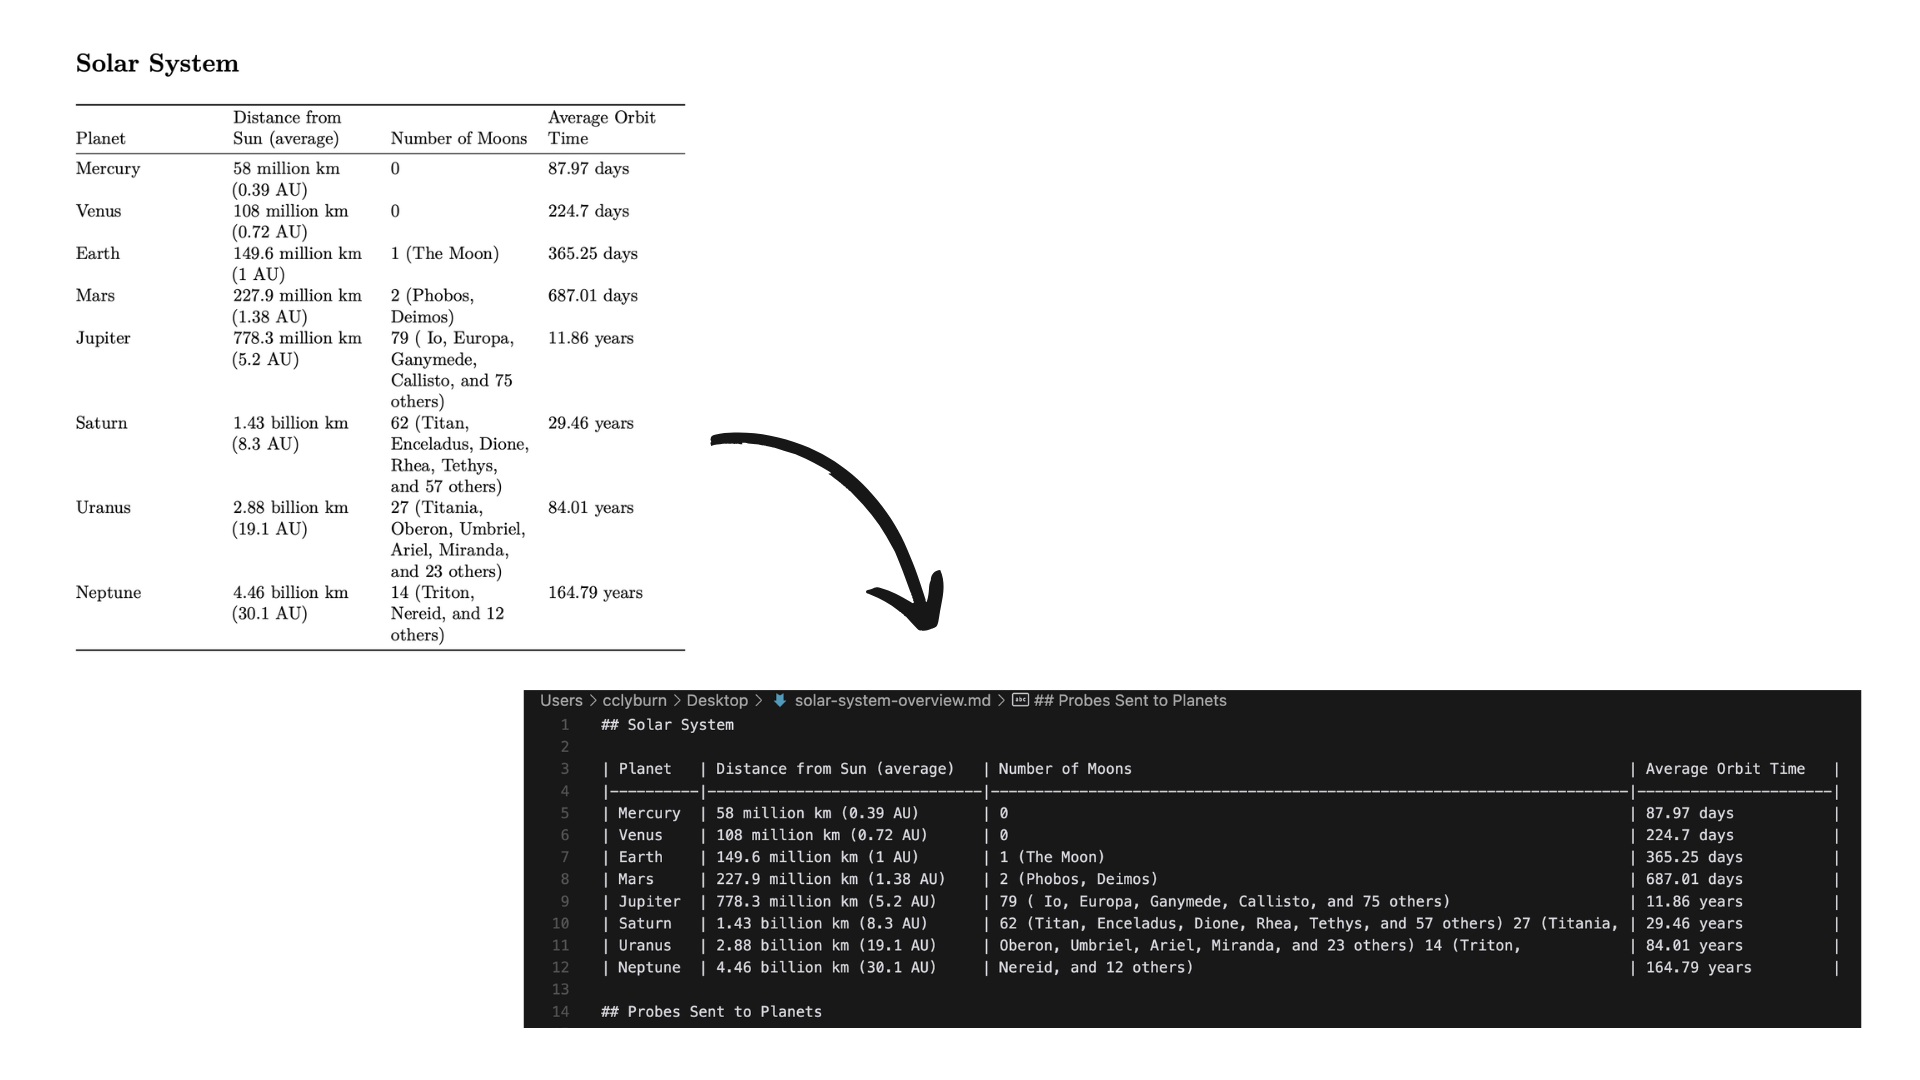 Solar System
Planet Distance from Sun (average) Number of Moons Average Orbit Time
Mercury 58 million km (0.39 AU) 0 87.97 days
Venus 108 million km (0.72 AU) 0 224.7 days
Earth 149.6 million km (1 AU) 1 (The Moon) 365.25 days
Mars 227.9 million km (1.38 AU) 2 (Phobos, Deimos) 687.01 days
Jupiter 778.3 million km (5.2 AU) 79 ( Io, Europa, Ganymede, Callisto, and 75 others) 11.86 years
Saturn 1.43 billion km (8.3 AU) 62 (Titan, Enceladus, Dione, Rhea, Tethys, and 57 others) 29.46 years
Uranus 2.88 billion km (19.1 AU) 27 (Titania, Oberon, Umbriel, Ariel, Miranda, and 23 others) 84.01 years
Neptune 4.46 billion km (30.1 AU) 14 (Triton, Nereid, and 12 others) 164.79 years
Users > cclyburn > Desktop > solar-system-overview.md > abc ## Probes Sent to Planets
1 ## Solar System
2
3 | Planet | Distance from Sun (average) | Number of Moons | Average Orbit Time |
4 |----------|-------------------------------|------------------------------------------------------------------------|----------------------|
5 | Mercury | 58 million km (0.39 AU) | 0 | 87.97 days |
6 | Venus | 108 million km (0.72 AU) | 0 | 224.7 days |
7 | Earth | 149.6 million km (1 AU) | 1 (The Moon) | 365.25 days |
8 | Mars | 227.9 million km (1.38 AU) | 2 (Phobos, Deimos) | 687.01 days |
9 | Jupiter | 778.3 million km (5.2 AU) | 79 ( Io, Europa, Ganymede, Callisto, and 75 others) | 11.86 years |
10 | Saturn | 1.43 billion km (8.3 AU) | 62 (Titan, Enceladus, Dione, Rhea, Tethys, and 57 others) 27 (Titania, | 29.46 years |
11 | Uranus | 2.88 billion km (19.1 AU) | Oberon, Umbriel, Ariel, Miranda, and 23 others) 14 (Triton, | 84.01 years |
12 | Neptune | 4.46 billion km (30.1 AU) | Nereid, and 12 others) | 164.79 years |
13
14 ## Probes Sent to Planets